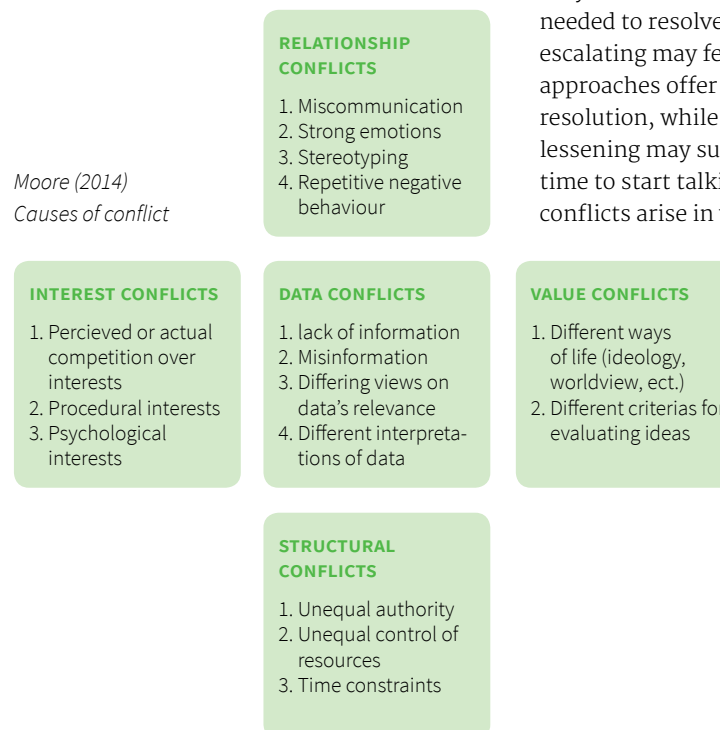 needed to resolve
approaches offer
resolution, while
lessening may
time to start
conflicts arise in
RELATIONSHIP
CONFLICTS
1. Miscommunication
2. Strong emotions
3. Stereotyping
4. Repetitive negative
behaviour
Moore (2014)
Causes of conflict
INTEREST CONFLICTS
1. Percieved or actual
competition over
interests
2. Procedural interests
3. Psychological
interests
DATA CONFLICTS
1. lack of information
2. Misinformation
3. Differing views on
data's relevance
4. Different interpreta-
tions of data
VALUE CONFLICTS
1. Different ways
of life (ideology,
worldview, ect.)
2. Different criterias for
evaluating ideas
STRUCTURAL
CONFLICTS
1. Unequal authority
2. Unequal control of
resources
3. Time constraints